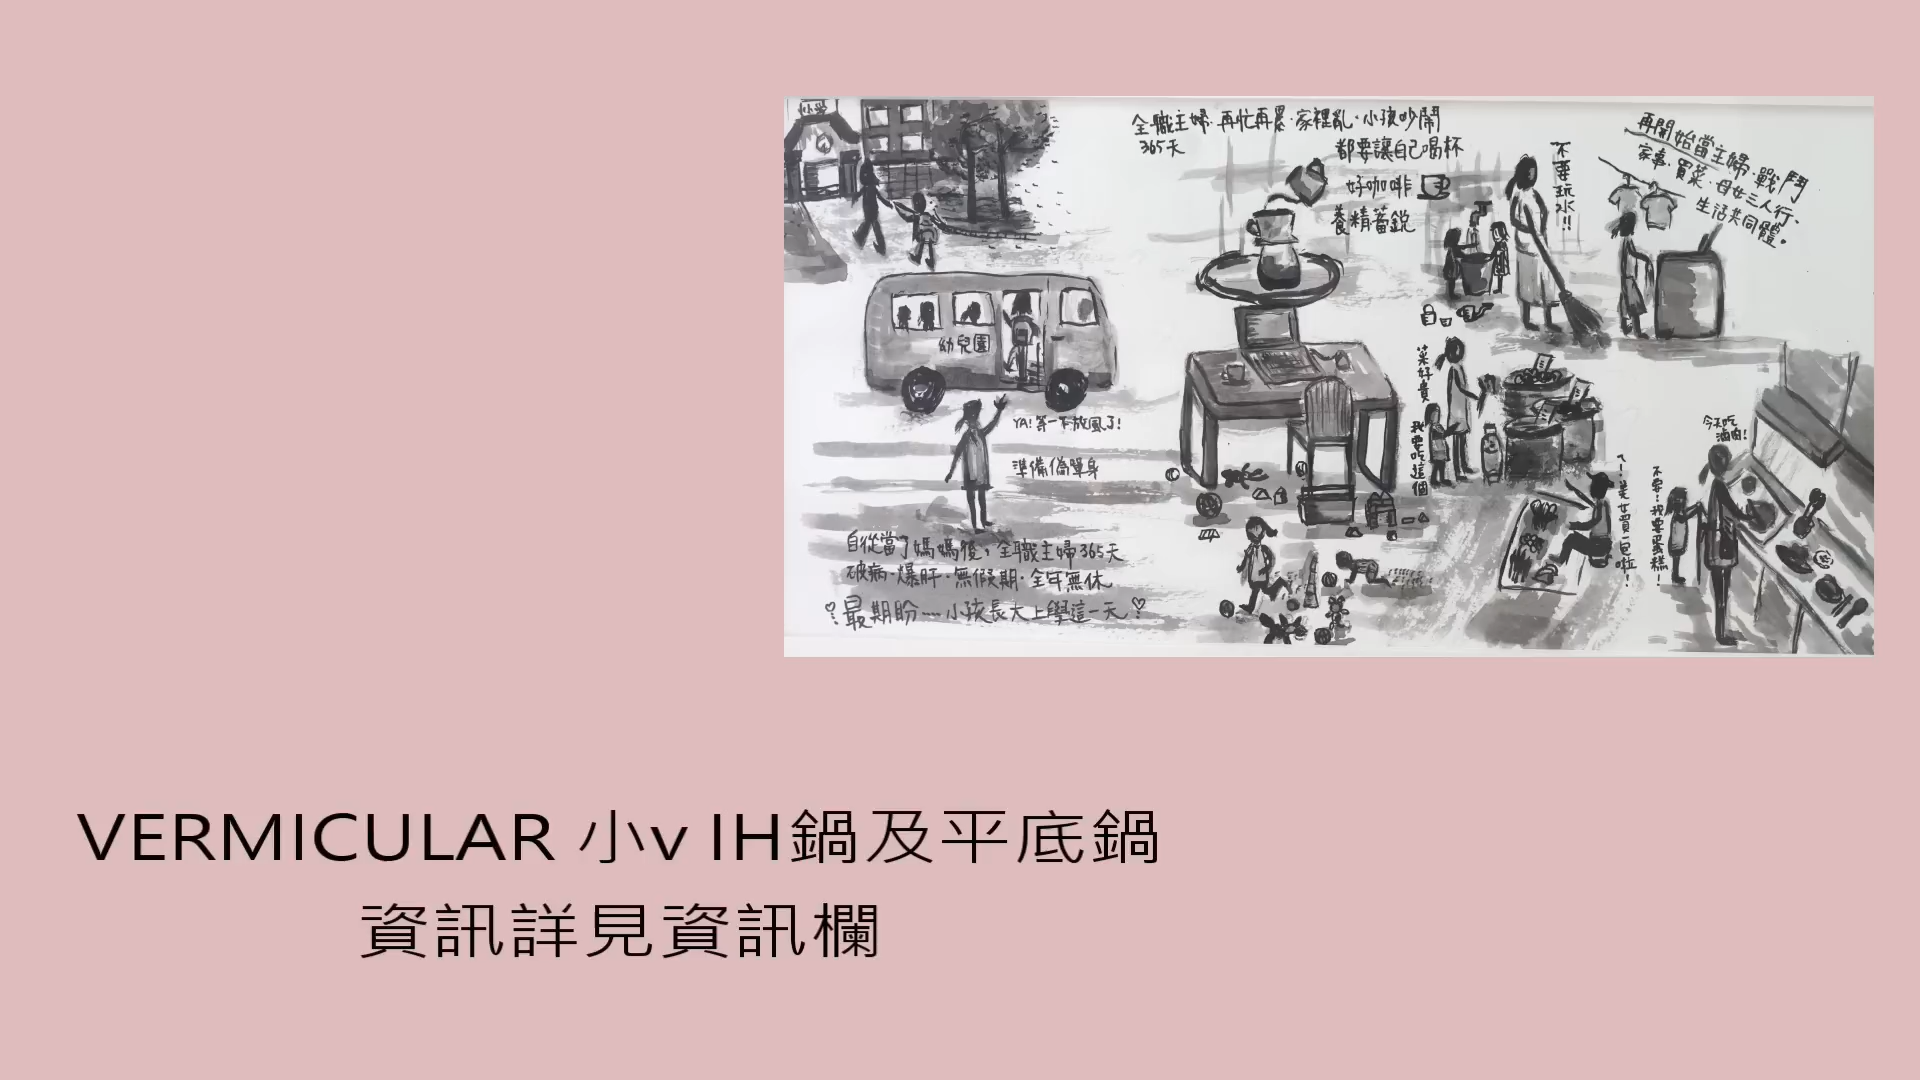 小學
全職主婦·再忙再累·家裡亂·小孩吵鬧
365天
都要讓自己喝杯
好咖啡
養精蓄銳
不要玩水!!
再開始當主婦·戰鬥
家事·買菜·母女三人行·
生活共同體。
幼兒園
YA!等一下放風了!
準備偽單身
菜好貴
我要吃這個
ㄟ…美女買一包啦!
不要!我要蛋糕!
今天吃
滷肉!
自從當了媽媽後,全職主婦365天
破病·爆肝·無假期·全年無休
最期盼……小孩長大上學這一天
VERMICULAR 小v IH鍋及平底鍋
資訊詳見資訊欄